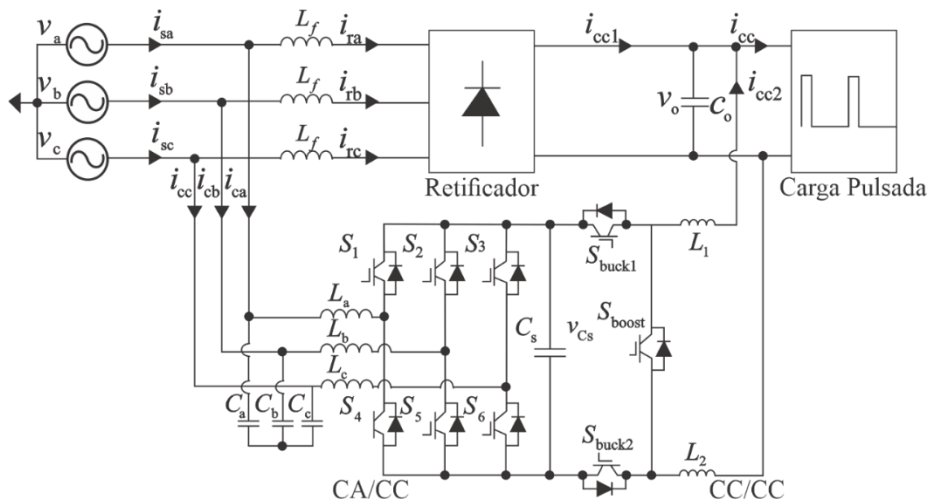 v_a i_sa L_f i_ra i_cc1 i_cc
v_b i_sb L_f i_rb v_o C_o i_cc2
v_c i_sc L_f i_rc
Retificador Carga Pulsada
i_cc i_cb i_ca
S_1 S_2 S_3 S_buck1 L_1
L_a
L_b C_s v_Cs S_boost
L_c
C_a C_b C_c S_4 S_5 S_6
S_buck2 L_2
CA/CC CC/CC